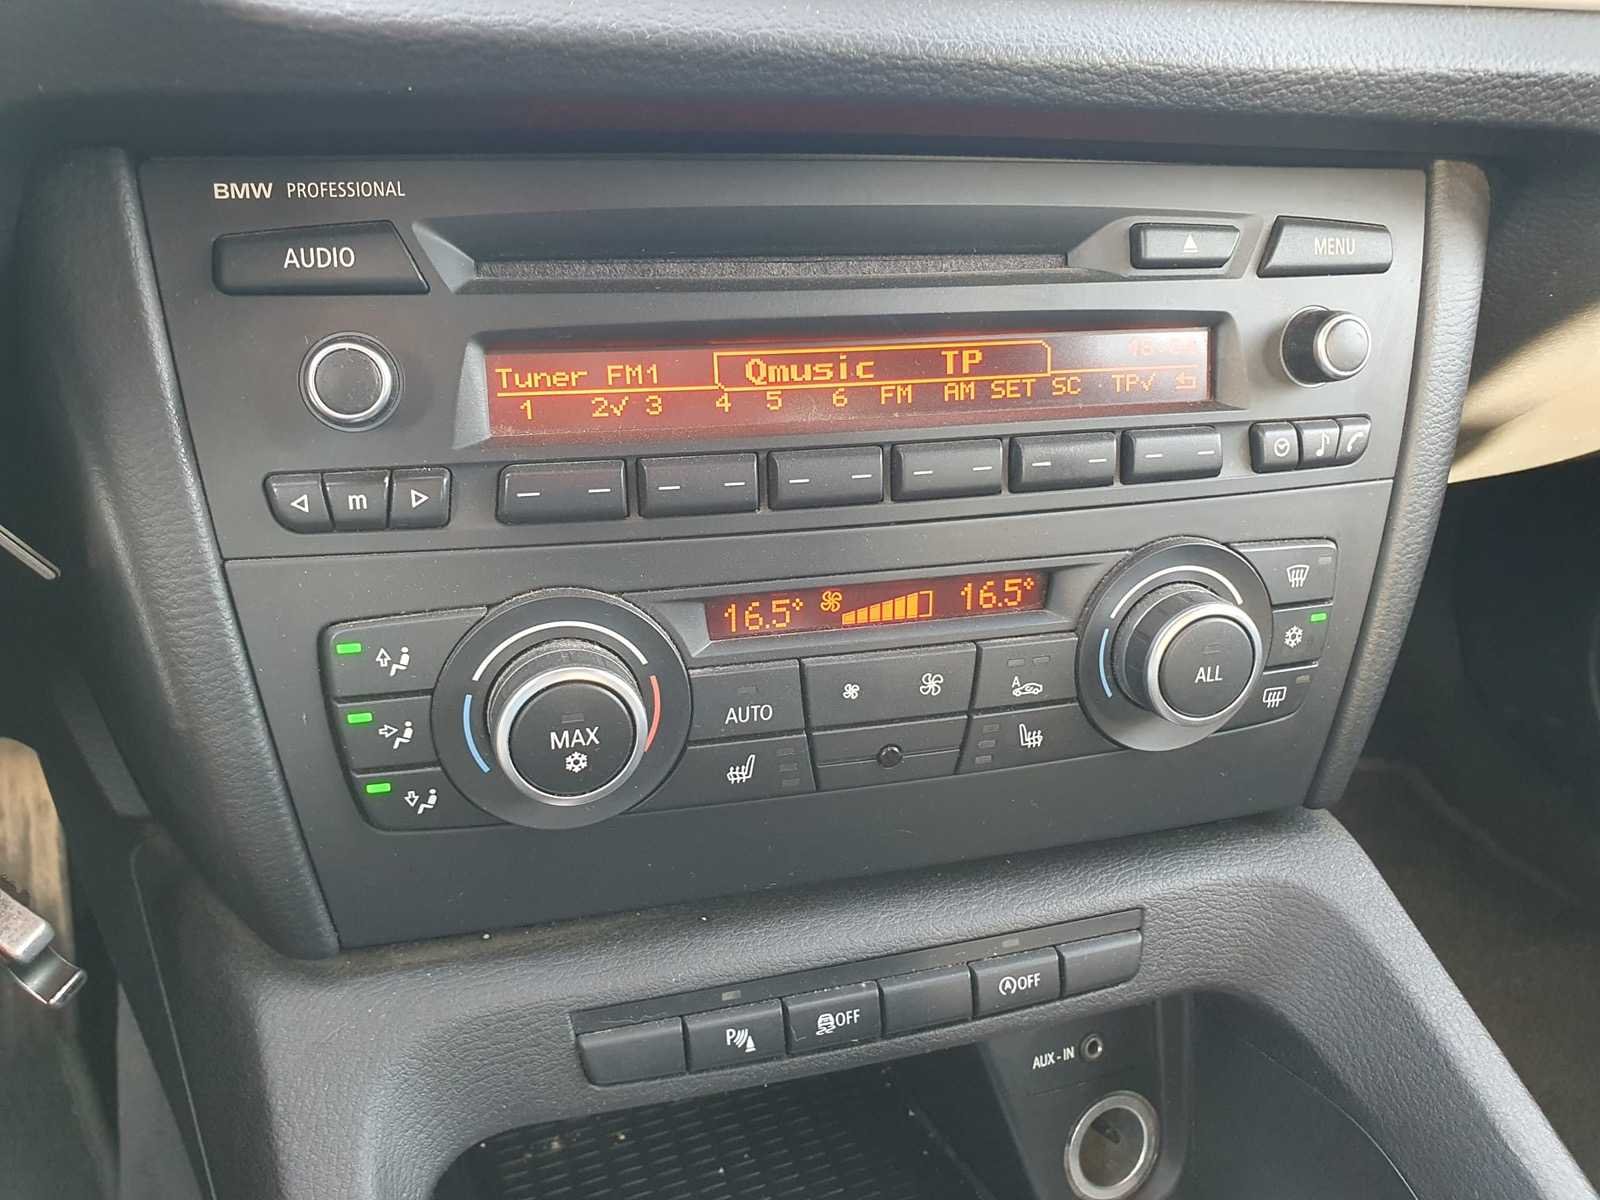 BMW PROFESSIONAL
AUDIO
MENU
Tuner FM1 Qmusic TP
1 2✓ 3 4 5 6 FM AM SET SC TP✓
m
16.5° 16.5°
MAX
AUTO
A
ALL
P
OFF
A OFF
AUX-IN